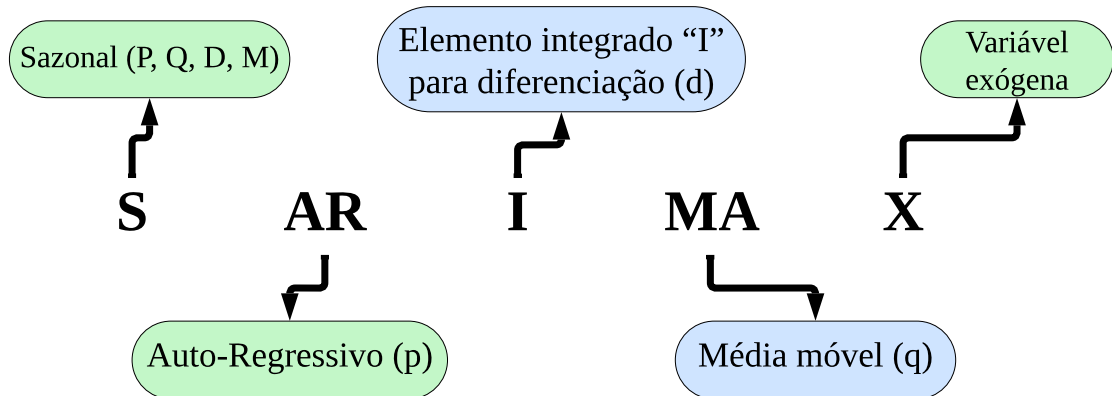 Sazonal (P, Q, D, M)
Elemento integrado “I”
para diferenciação (d)
Variável
exógena
S AR I MA X
Auto-Regressivo (p)
Média móvel (q)